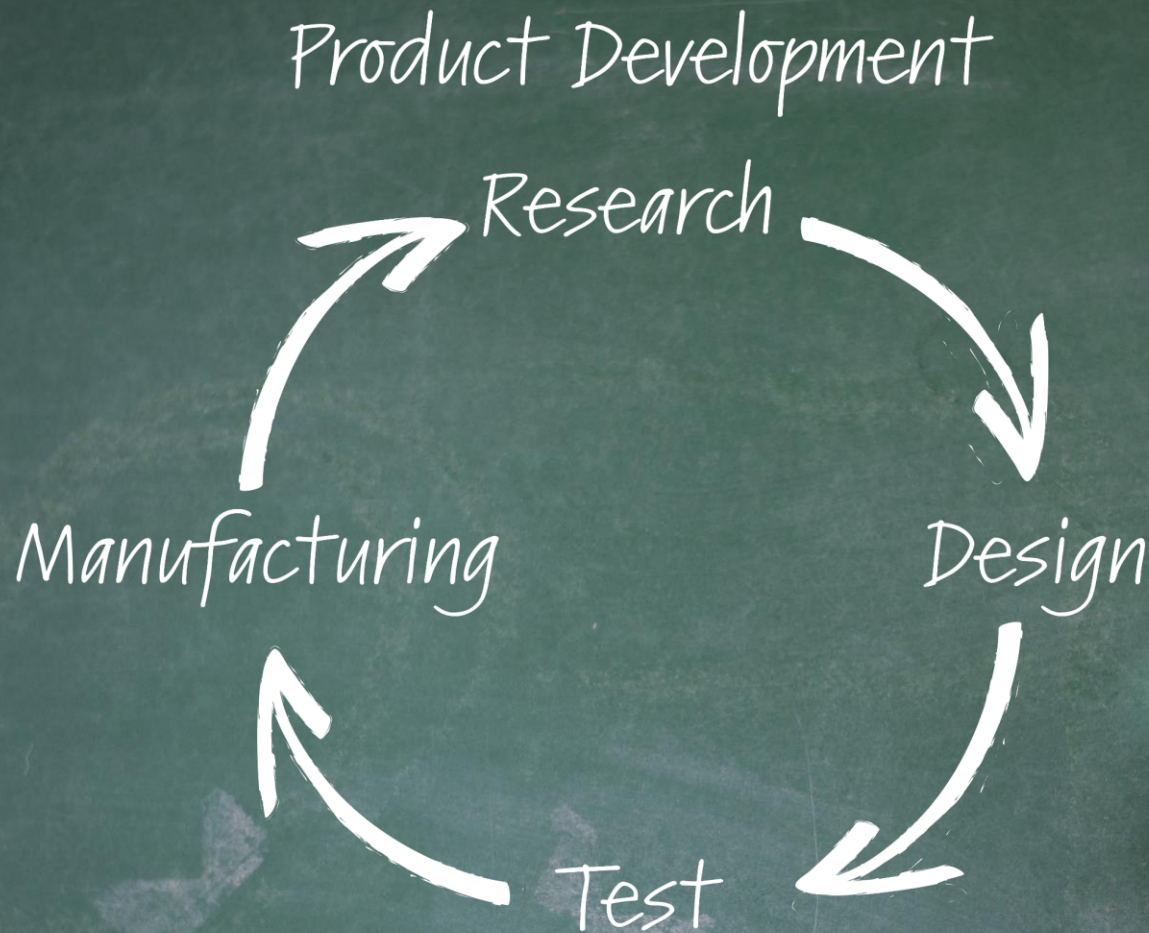 Product Development
Research
Manufacturing
Design
Test